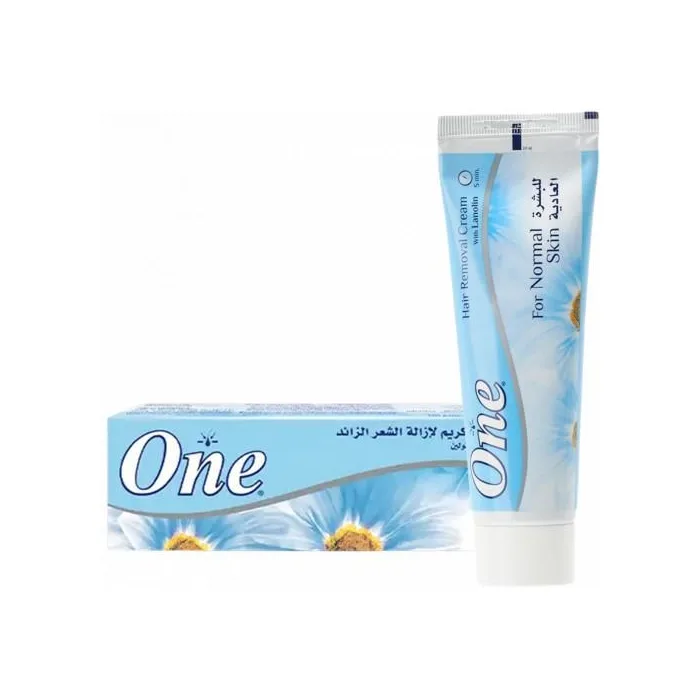 One®
كريم لإزالة الشعر الزائد
One®
Hair Removal Cream
with Lanolin
5 min.
For Normal
Skin
للبشرة
العادية